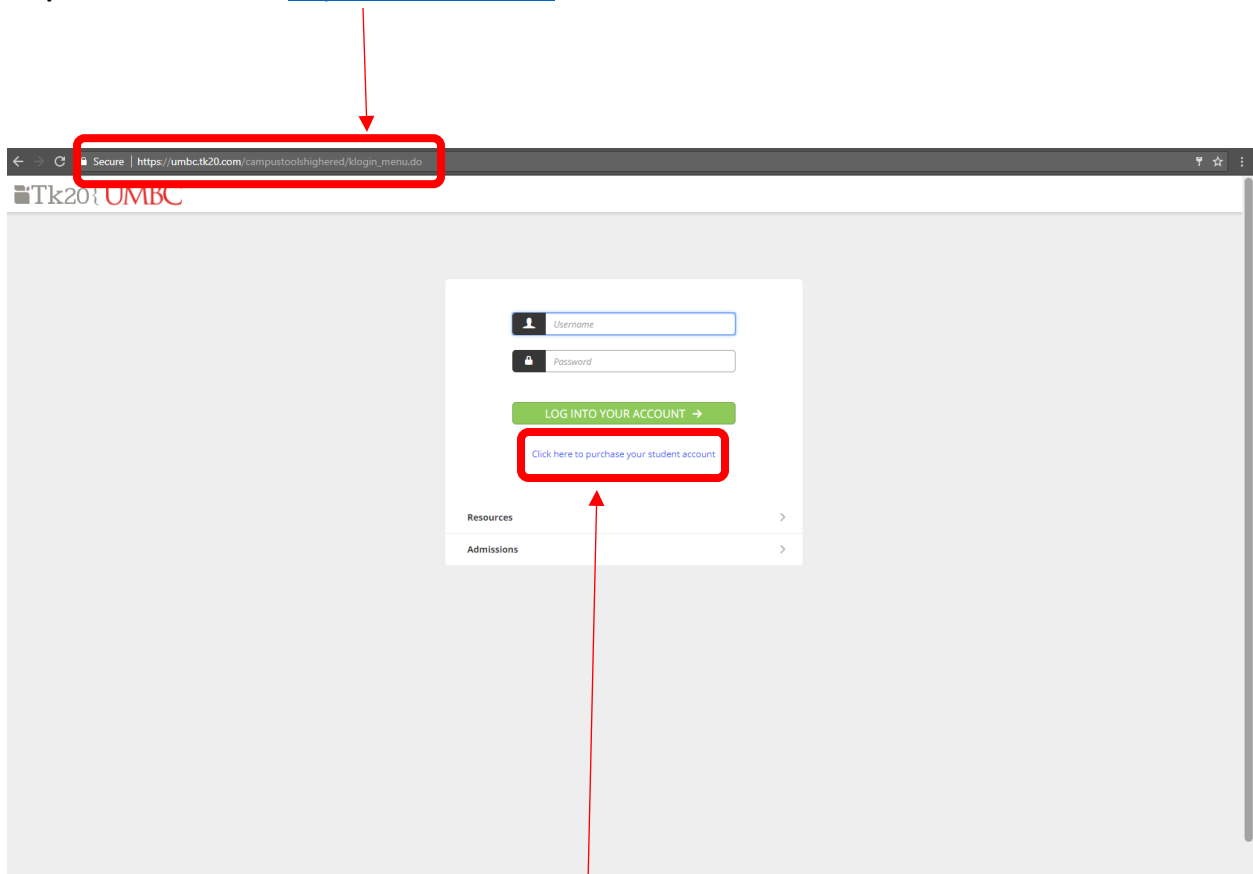 Secure | https://umbc.tk20.com/campustoolshighered/klogin_menu.do
Tk20{ UMBC
Username
Password
LOG INTO YOUR ACCOUNT →
Click here to purchase your student account
Resources
Admissions